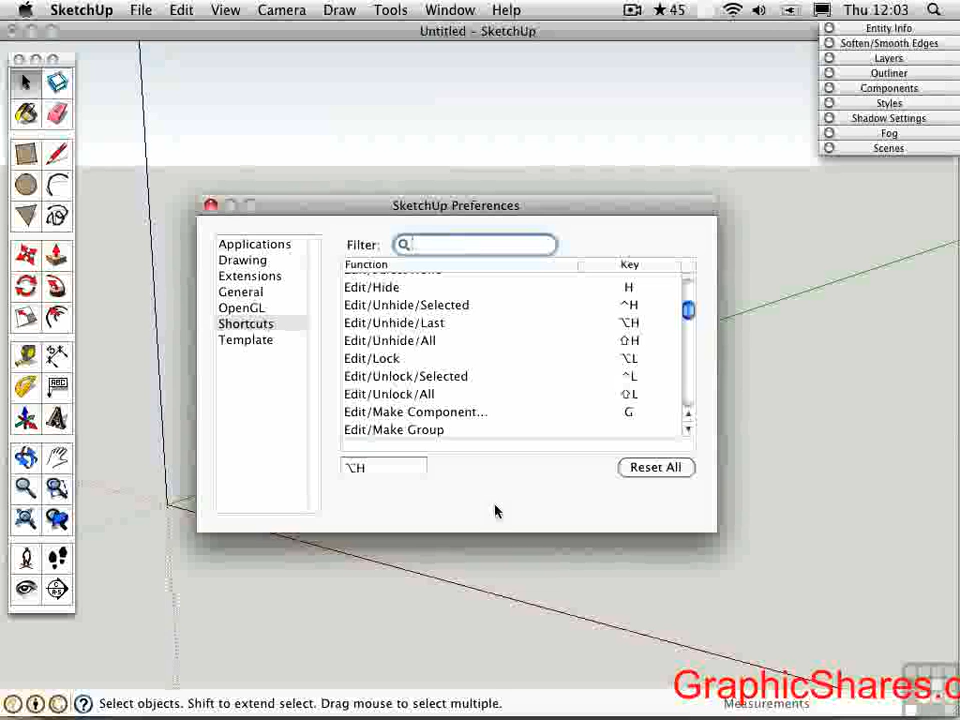 SketchUp File Edit View Camera Draw Tools Window Help 45 Thu 12:03
Untitled - SketchUp
Entity Info
Soften/Smooth Edges
Layers
Outliner
Components
Styles
Shadow Settings
Fog
Scenes
SketchUp Preferences
Applications
Drawing
Extensions
General
OpenGL
Shortcuts
Template
Filter:
Function Key
Edit/Hide H
Edit/Unhide/Selected ^H
Edit/Unhide/Last ⌥H
Edit/Unhide/All ⇧H
Edit/Lock ⌥L
Edit/Unlock/Selected ^L
Edit/Unlock/All ⇧L
Edit/Make Component... G
Edit/Make Group
⌥H
Reset All
Select objects. Shift to extend select. Drag mouse to select multiple.
Measurements
GraphicShares.c